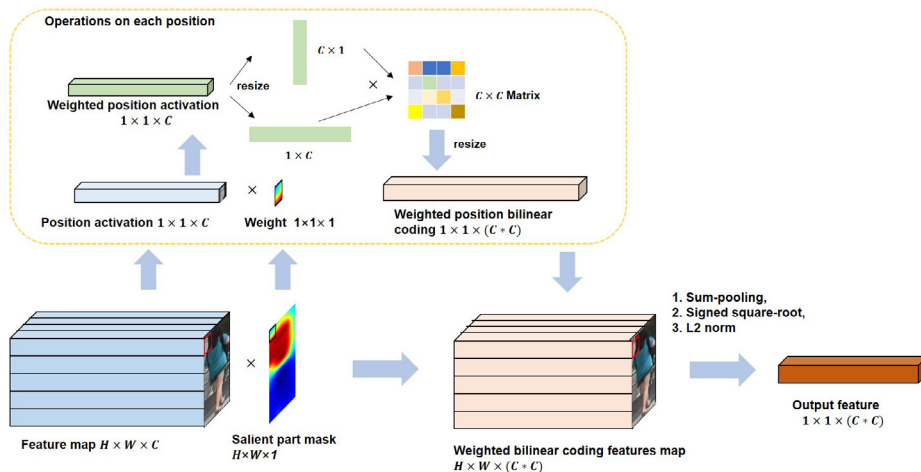 Operations on each position
C × 1
resize
×
C × C Matrix
Weighted position activation
1 × 1 × C
1 × C
resize
×
Position activation 1 × 1 × C
Weight 1×1×1
Weighted position bilinear
coding 1 × 1 × (C * C)
1. Sum-pooling,
2. Signed square-root,
3. L2 norm
×
Feature map H × W × C
Salient part mask
H×W×1
Weighted bilinear coding features map
H × W × (C * C)
Output feature
1 × 1 × (C * C)